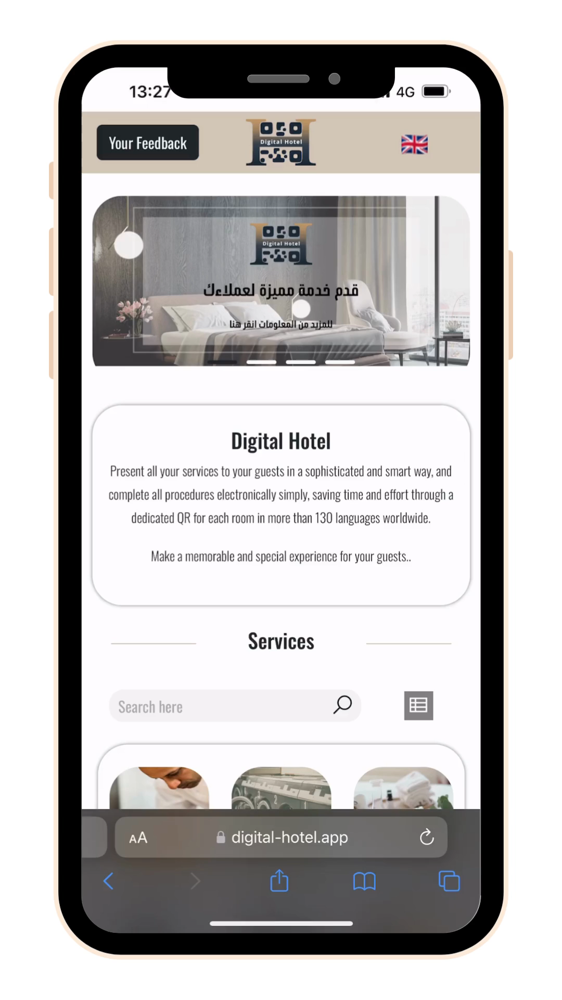 13:27
4G
Your Feedback
Digital Hotel
Digital Hotel
قدم خدمة مميزة لعملاءك
للمزيد من المعلومات انقر هنا
Digital Hotel
Present all your services to your guests in a sophisticated and smart way, and
complete all procedures electronically simply, saving time and effort through a
dedicated QR for each room in more than 130 languages worldwide.
Make a memorable and special experience for your guests..
Services
Search here
1 2 3
AA
digital-hotel.app